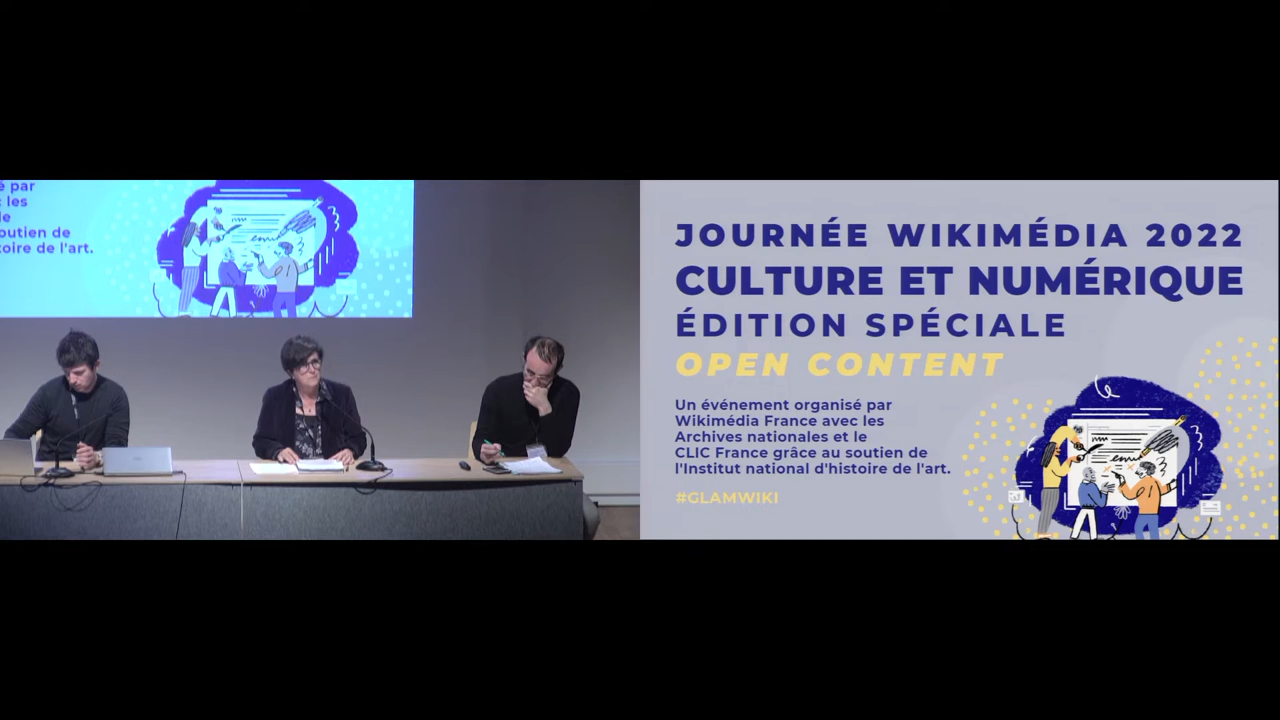 é par
les
le
outien de
toire de l'art.
JOURNÉE WIKIMÉDIA 2022
CULTURE ET NUMÉRIQUE
ÉDITION SPÉCIALE
OPEN CONTENT
Un événement organisé par
Wikimédia France avec les
Archives nationales et le
CLIC France grâce au soutien de
l'Institut national d'histoire de l'art.
#GLAMWIKI